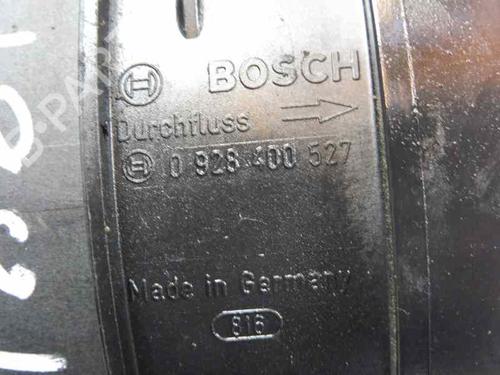 BOSCH
Durchfluss
0 928 400 527
Made in Germany
816